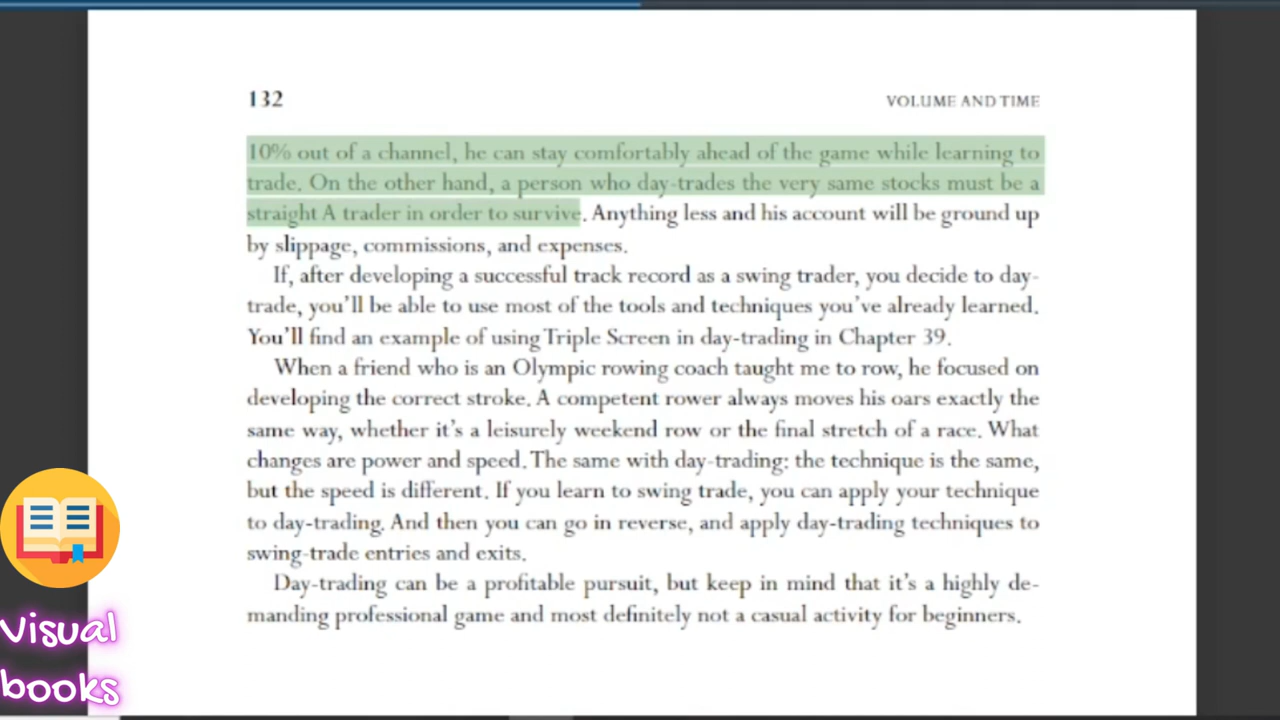 132
VOLUME AND TIME
10% out of a channel, he can stay comfortably ahead of the game while learning to
trade. On the other hand, a person who day-trades the very same stocks must be a
straight A trader in order to survive. Anything less and his account will be ground up
by slippage, commissions, and expenses.
If, after developing a successful track record as a swing trader, you decide to day-
trade, you’ll be able to use most of the tools and techniques you’ve already learned.
You’ll find an example of using Triple Screen in day-trading in Chapter 39.
When a friend who is an Olympic rowing coach taught me to row, he focused on
developing the correct stroke. A competent rower always moves his oars exactly the
same way, whether it’s a leisurely weekend row or the final stretch of a race. What
changes are power and speed. The same with day-trading: the technique is the same,
but the speed is different. If you learn to swing trade, you can apply your technique
to day-trading. And then you can go in reverse, and apply day-trading techniques to
swing-trade entries and exits.
Day-trading can be a profitable pursuit, but keep in mind that it’s a highly de-
manding professional game and most definitely not a casual activity for beginners.
Visual
books